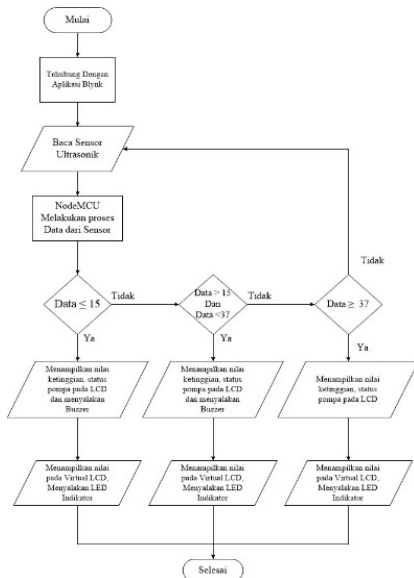 Mulai
Tehubung Dengan
Aplikasi Blynk
Baca Sensor
Ultrasonik
NodeMCU
Melakukan proses
Data dari Sensor
Data ≤ 15
Tidak
Data > 15
Dan
Data <37
Tidak
Data ≥ 37
Tidak
Ya
Ya
Ya
Menampilkan nilai
ketinggian, status
pompa pada LCD
dan menyalakan
Buzzer
Menampilkan nilai
ketinggian, status
pompa pada LCD
dan menyalakan
Buzzer
Menampilkan nilai
ketinggian, status
pompa pada LCD
Menampilkan nilai
pada Virtual LCD,
Menyalakan LED
Indikator
Menampilkan nilai
pada Virtual LCD,
Menyalakan LED
Indikator
Menampilkan nilai
pada Virtual LCD,
Menyalakan LED
Indikator
Selesai